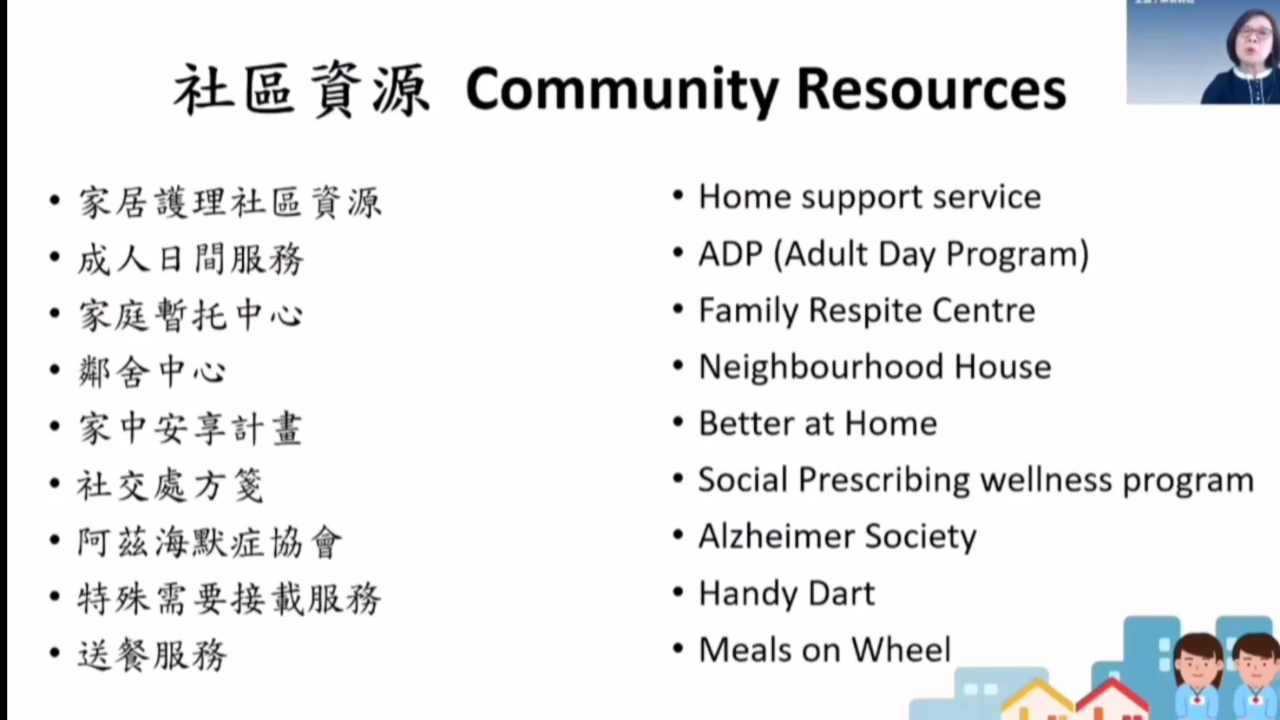 社區資源 Community Resources
• 家居護理社區資源
• 成人日間服務
• 家庭暫托中心
• 鄰舍中心
• 家中安享計畫
• 社交處方箋
• 阿茲海默症協會
• 特殊需要接載服務
• 送餐服務
• Home support service
• ADP (Adult Day Program)
• Family Respite Centre
• Neighbourhood House
• Better at Home
• Social Prescribing wellness program
• Alzheimer Society
• Handy Dart
• Meals on Wheel